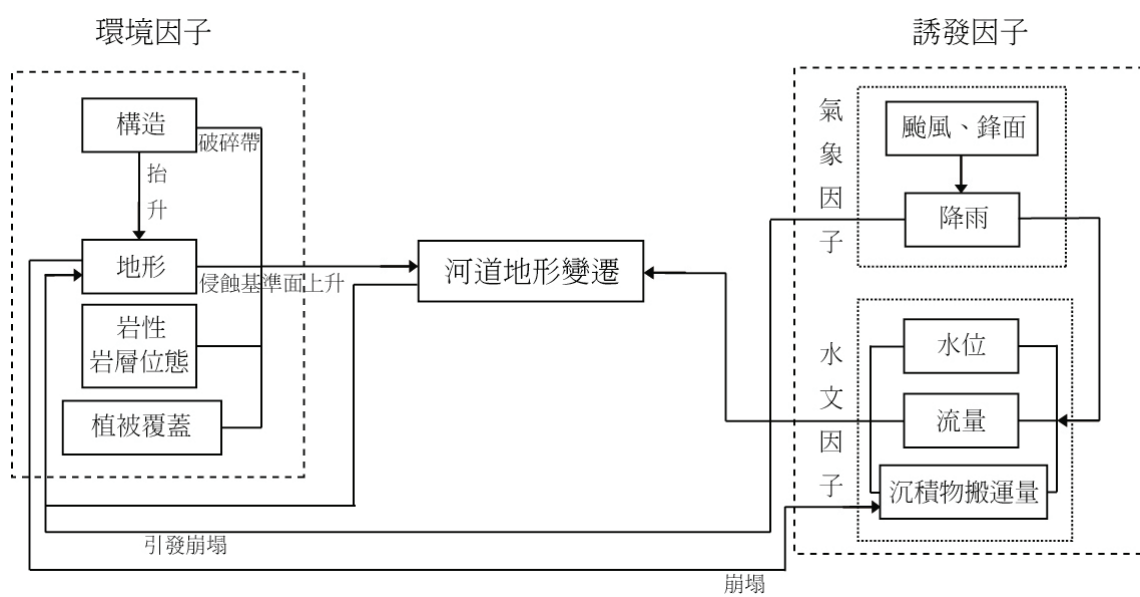 環境因子
構造
破碎帶
抬升
地形
侵蝕基準面上升
岩性
岩層位態
植被覆蓋
引發崩塌
河道地形變遷
誘發因子
氣象因子
颱風、鋒面
降雨
水文因子
水位
流量
沉積物搬運量
崩塌